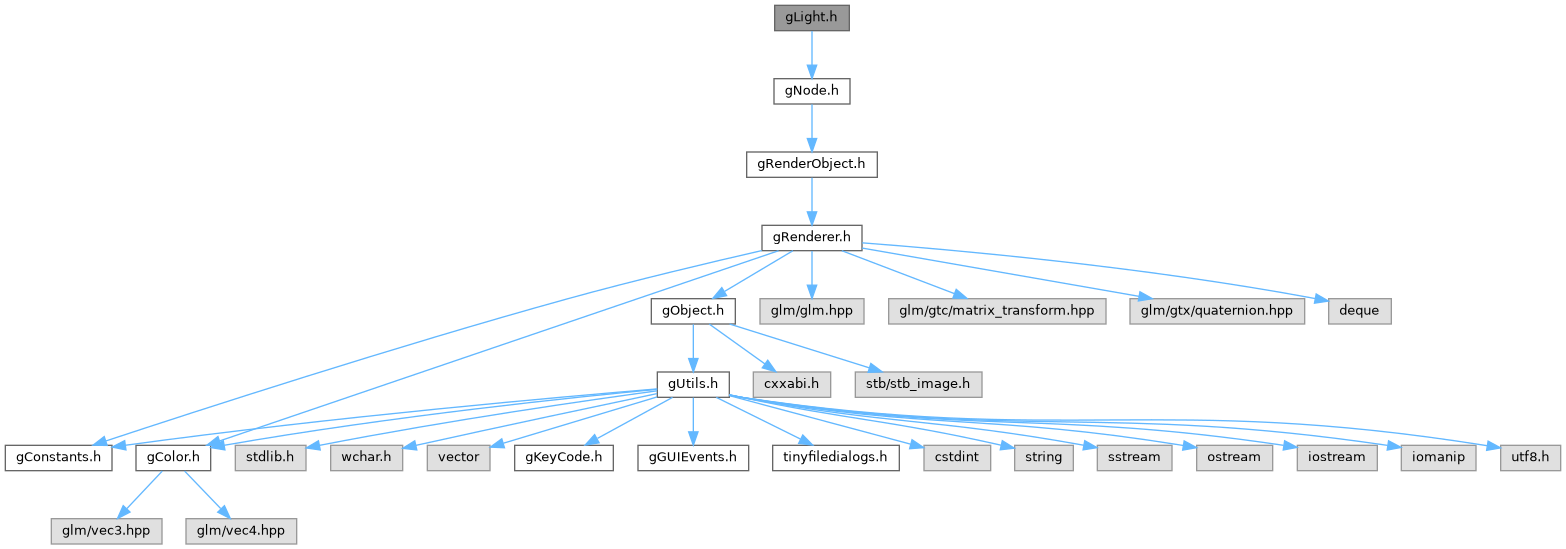 gLight.h
gNode.h
gRenderObject.h
gRenderer.h
gObject.h
glm/glm.hpp
glm/gtc/matrix_transform.hpp
glm/gtx/quaternion.hpp
deque
gUtils.h
cxxabi.h
stb/stb_image.h
gConstants.h
gColor.h
stdlib.h
wchar.h
vector
gKeyCode.h
gGUIEvents.h
tinyfiledialogs.h
cstdint
string
sstream
ostream
iostream
iomanip
utf8.h
glm/vec3.hpp
glm/vec4.hpp